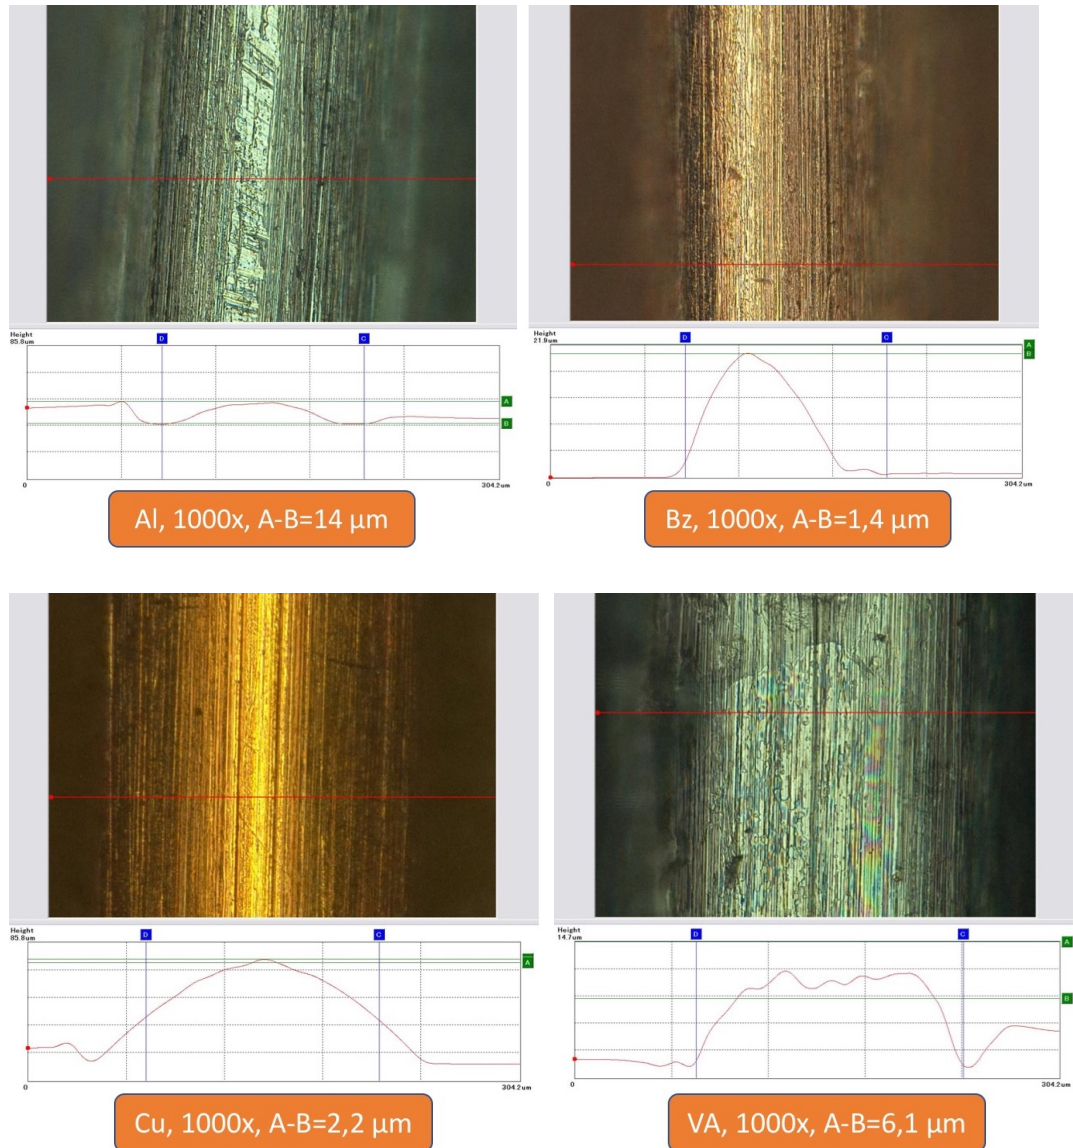 Height
85.8um
D
C
A
B
0
304.2um
Al, 1000x, A-B=14 µm
Height
21.9um
D
C
A
B
0
304.2um
Bz, 1000x, A-B=1,4 µm
Height
85.8um
D
C
A
0
304.2um
Cu, 1000x, A-B=2,2 µm
Height
14.7um
D
C
A
B
0
304.2um
VA, 1000x, A-B=6,1 µm